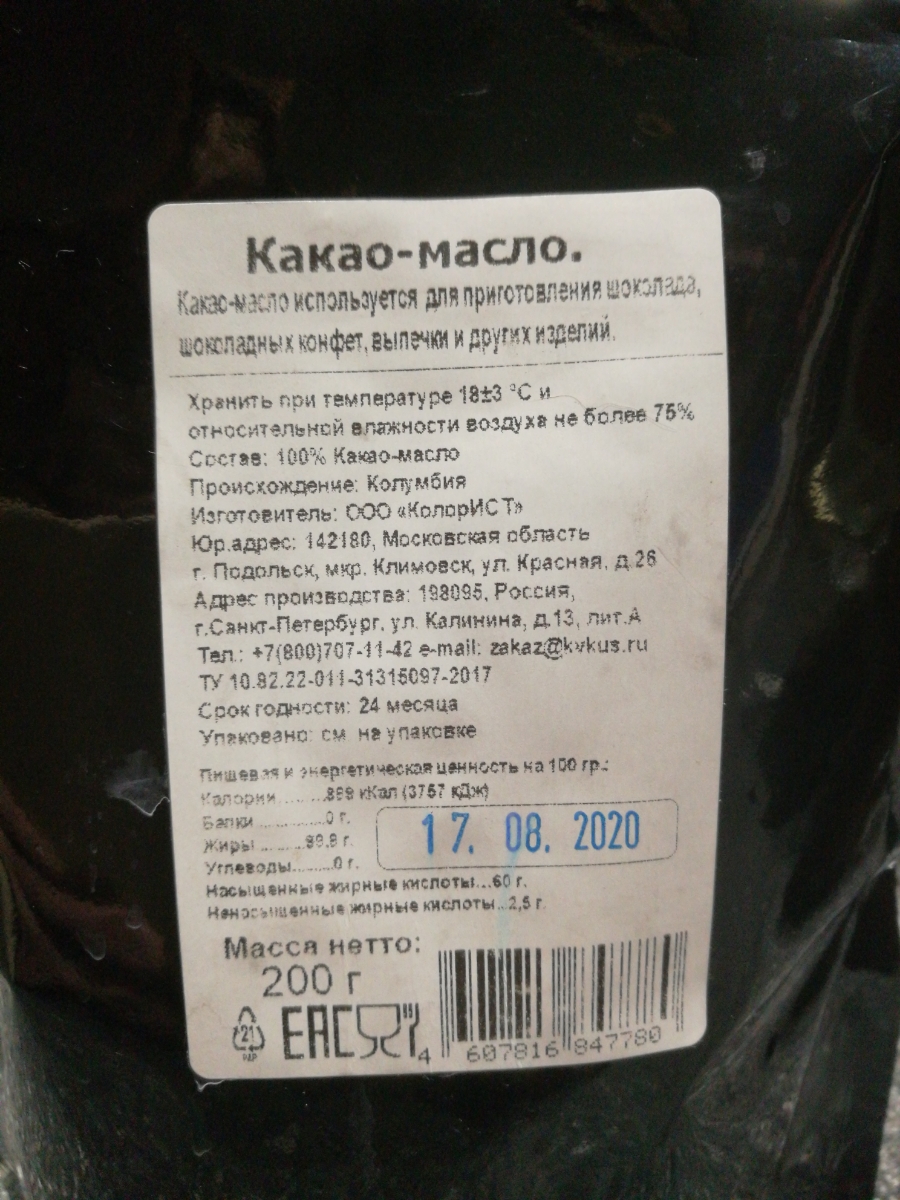 Какао-масло.
Какао-масло используется для приготовления шоколада,
шоколадных конфет, выпечки и других изделий.
Хранить при температуре 18±3 °С и
относительной влажности воздуха не более 75%
Состав: 100% Какао-масло
Происхождение: Колумбия
Изготовитель: ООО «КолорИСТ»
Юр.адрес: 142180, Московская область
г. Подольск, мкр. Климовск, ул. Красная, д.26
Адрес производства: 198095, Россия,
г.Санкт-Петербург, ул. Калинина, д.13, лит.А
Тел.: +7(800)707-11-42 e-mail: zakaz@kvkus.ru
ТУ 10.82.22-011-31315097-2017
Срок годности: 24 месяца
Упаковано: см на упаковке
Пищевая и энергетическая ценность на 100 гр.:
Калории.......899 кКал (3757 кДж)
Белки..............0 г.
Жиры..........99,9 г.
Углеводы.........0 г.
17. 08. 2020
Насыщенные жирные кислоты...60 г.
Ненасыщенные жирные кислоты..2,5 г.
Масса нетто:
200 г
21
PAP
EAC
4 607816 847780